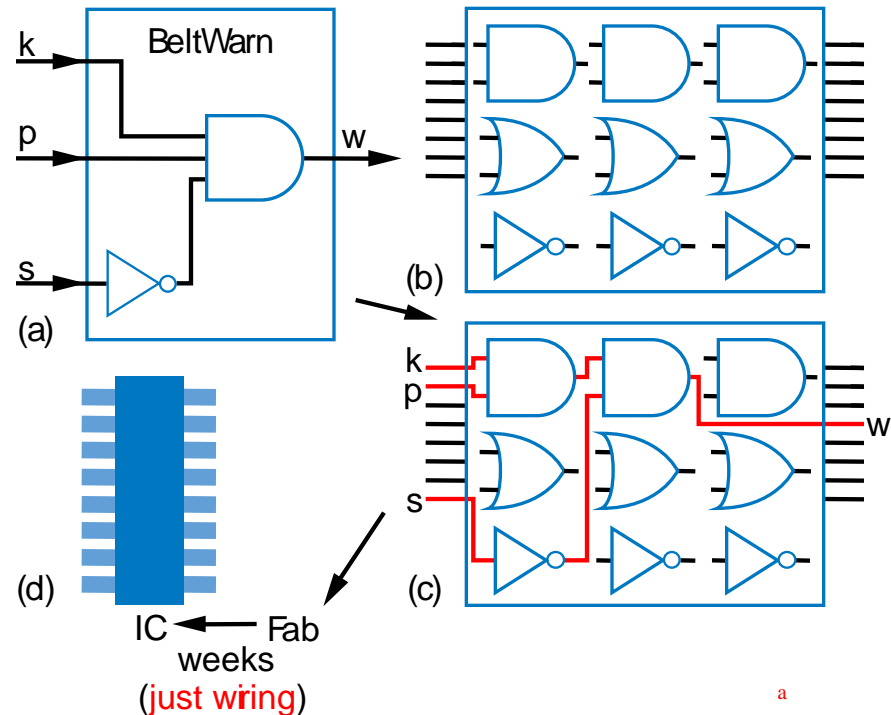 BeltWarn
k
p
w
s
(a)
(b)
k
p
w
s
(c)
(d)
IC
Fab
weeks
(just wiring)
a